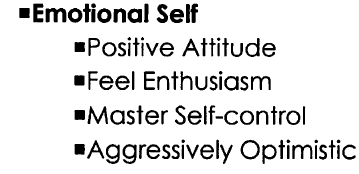 ▪Emotional Self
▪Positive Attitude
▪Feel Enthusiasm
▪Master Self-control
▪Aggressively Optimistic